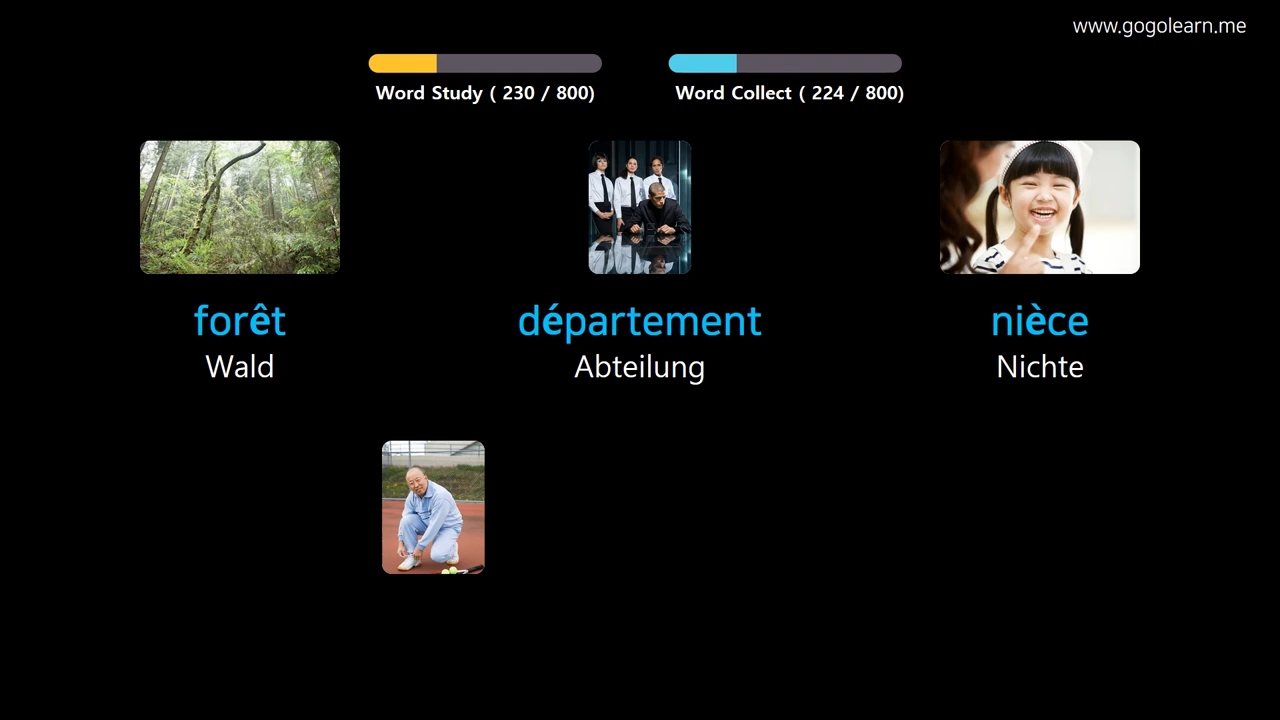 www.gogolearn.me
Word Study ( 230 / 800)
Word Collect ( 224 / 800)
forêt
Wald
département
Abteilung
nièce
Nichte